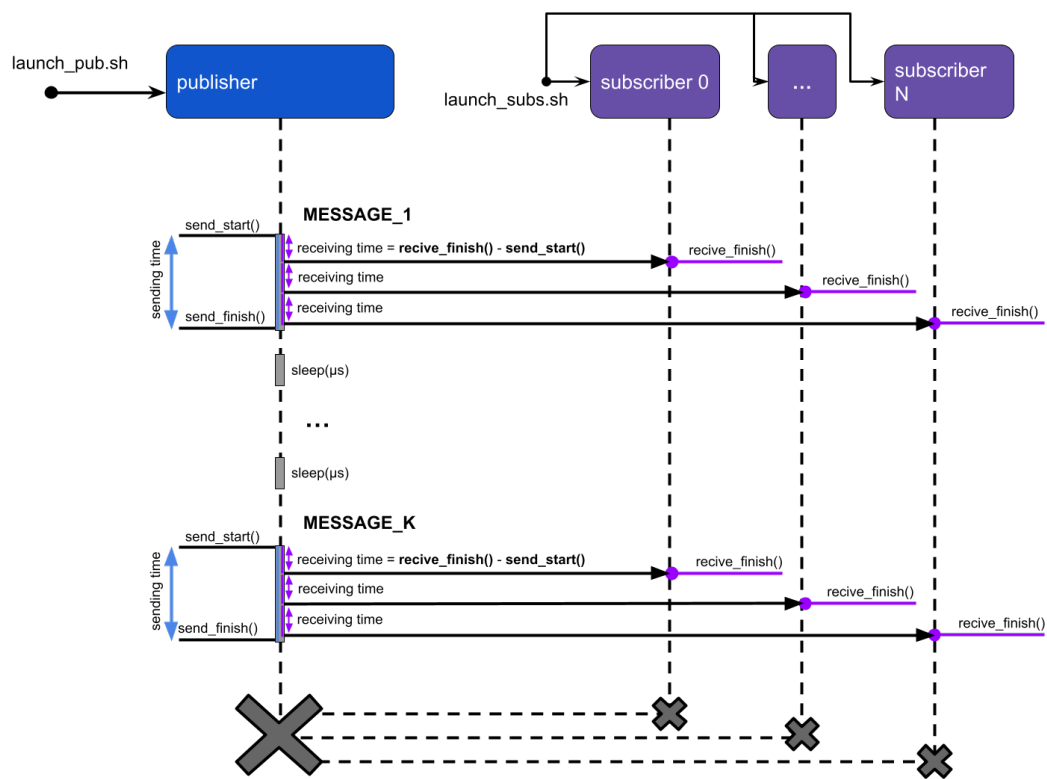 launch_pub.sh
publisher
launch_subs.sh
subscriber 0
...
subscriber
N
MESSAGE_1
send_start()
receiving time = recive_finish() - send_start()
recive_finish()
sending time
receiving time
recive_finish()
receiving time
recive_finish()
send_finish()
sleep(µs)
...
sleep(µs)
MESSAGE_K
send_start()
receiving time = recive_finish() - send_start()
recive_finish()
sending time
receiving time
recive_finish()
receiving time
recive_finish()
send_finish()